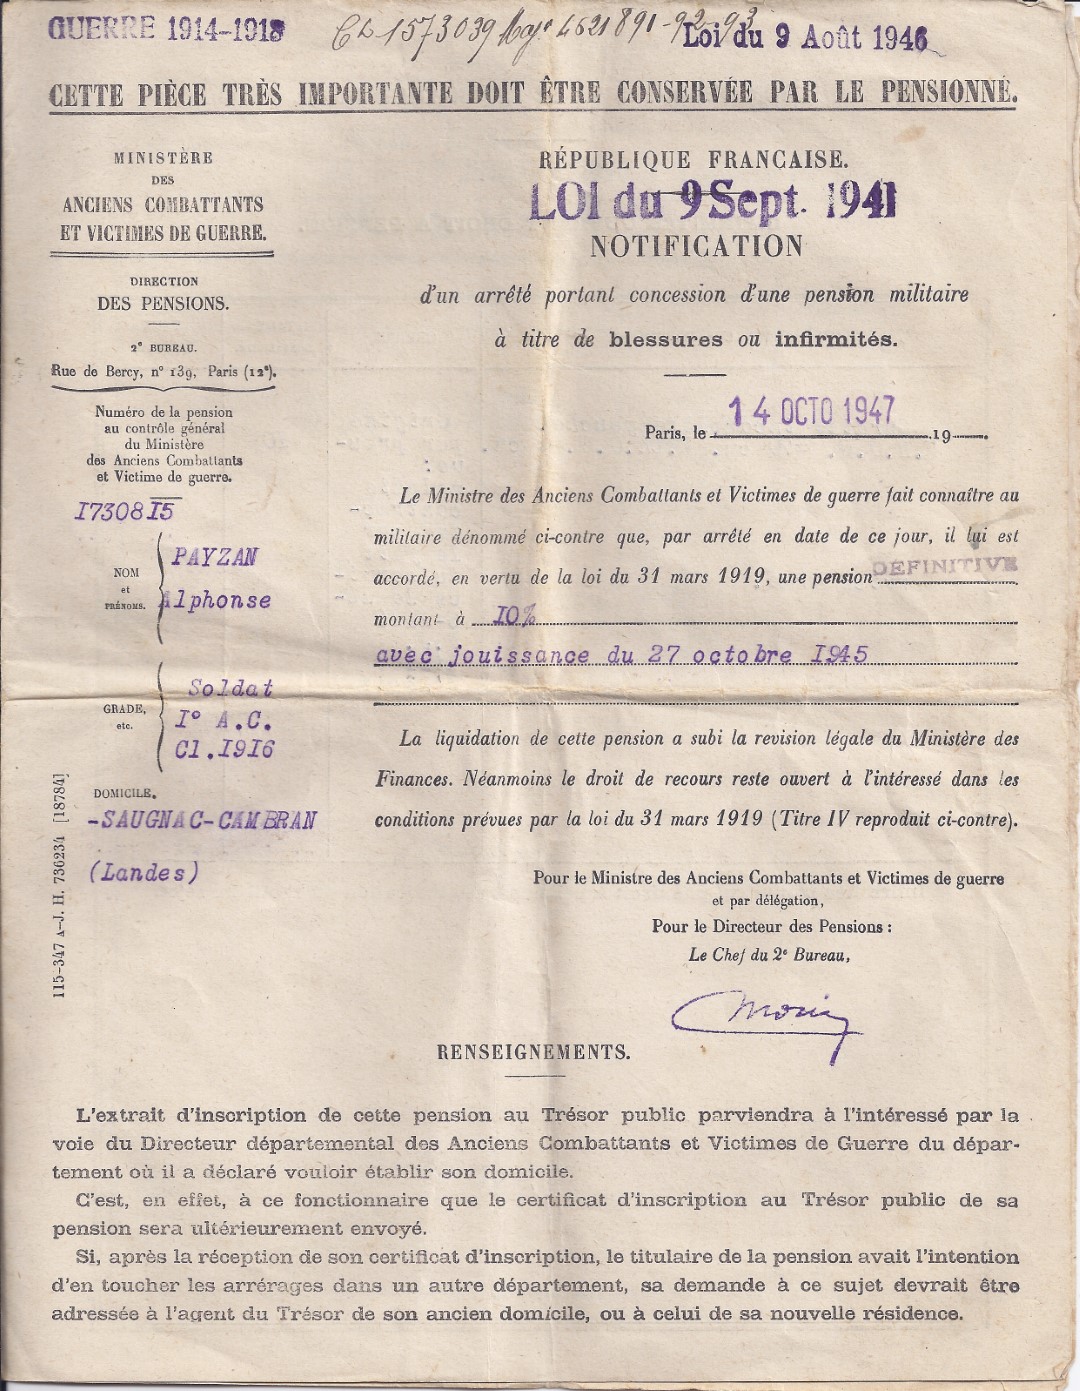 GUERRE 1914-1918
1573039 Maj. 4621891-92-93
Loi du 9 Août 1946
CETTE PIÈCE TRÈS IMPORTANTE DOIT ÊTRE CONSERVÉE PAR LE PENSIONNÉ.
MINISTÈRE
DES
ANCIENS COMBATTANTS
ET VICTIMES DE GUERRE.
DIRECTION
DES PENSIONS.
2e BUREAU.
Rue de Bercy, n° 139, Paris (12e).
Numéro de la pension
au contrôle général
du Ministère
des Anciens Combattants
et Victime de guerre.
I7308I5
NOM
et
PRÉNOMS.
PAYZAN
Alphonse
GRADE,
etc.
Soldat
I° A.C.
Cl.I9I6
DOMICILE.
-SAUGNAC-CAMBRAN
(Landes)
115-347 A-J. H. 736234 [18784]
RÉPUBLIQUE FRANÇAISE.
LOI du 9 Sept. 1941
NOTIFICATION
d'un arrêté portant concession d'une pension militaire
à titre de blessures ou infirmités.
Paris, le 14 OCTO 1947 19
Le Ministre des Anciens Combattants et Victimes de guerre fait connaître au
militaire dénommé ci-contre que, par arrêté en date de ce jour, il lui est
accordé, en vertu de la loi du 31 mars 1919, une pension DÉFINITIVE
montant à I0%
avec jouissance du 27 octobre I945
La liquidation de cette pension a subi la revision légale du Ministère des
Finances. Néanmoins le droit de recours reste ouvert à l'intéressé dans les
conditions prévues par la loi du 31 mars 1919 (Titre IV reproduit ci-contre).
Pour le Ministre des Anciens Combattants et Victimes de guerre
et par délégation,
Pour le Directeur des Pensions :
Le Chef du 2e Bureau,
RENSEIGNEMENTS.
L'extrait d'inscription de cette pension au Trésor public parviendra à l'intéressé par la
voie du Directeur départemental des Anciens Combattants et Victimes de Guerre du dépar-
tement où il a déclaré vouloir établir son domicile.
C'est, en effet, à ce fonctionnaire que le certificat d'inscription au Trésor public de sa
pension sera ultérieurement envoyé.
Si, après la réception de son certificat d'inscription, le titulaire de la pension avait l'intention
d'en toucher les arrérages dans un autre département, sa demande à ce sujet devrait être
adressée à l'agent du Trésor de son ancien domicile, ou à celui de sa nouvelle résidence.